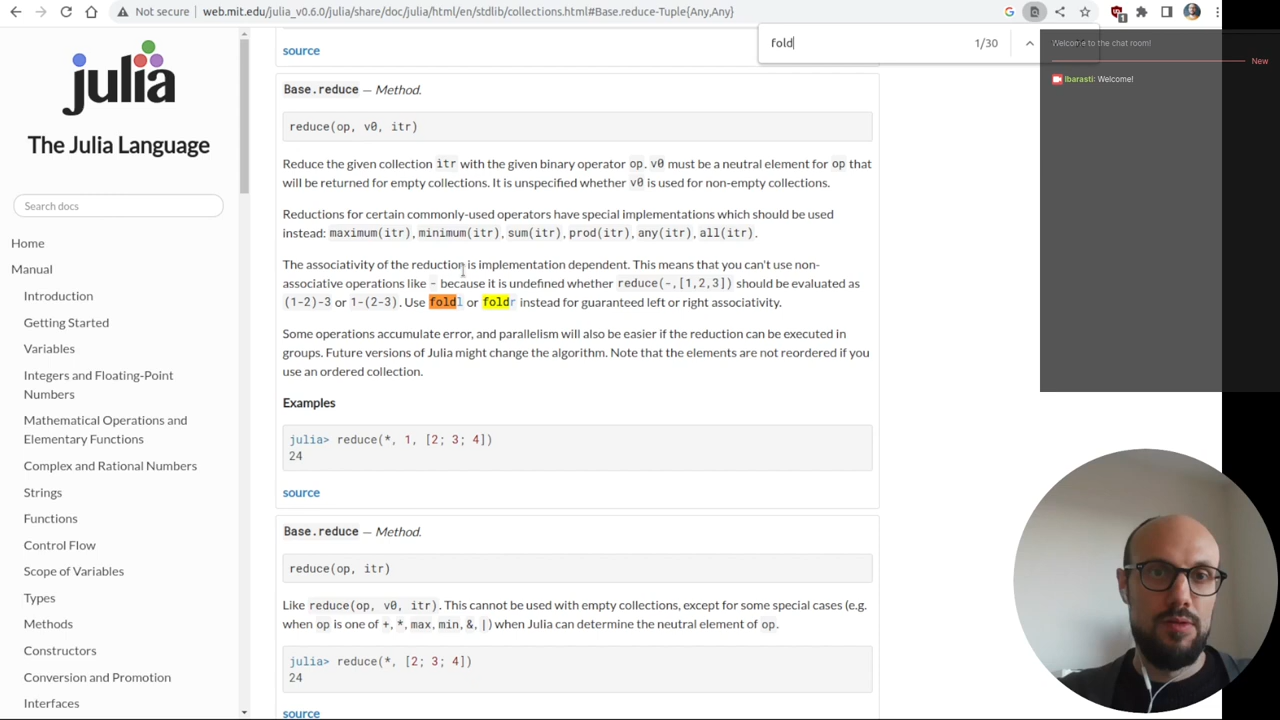 Not secure
web.mit.edu/julia_v0.6.0/julia/share/doc/julia/html/en/stdlib/collections.html#Base.reduce-Tuple{Any,Any}
fold
1/30
1
Welcome to the chat room!
New
lbarasti: Welcome!
julia
The Julia Language
Search docs
Home
Manual
Introduction
Getting Started
Variables
Integers and Floating-Point
Numbers
Mathematical Operations and
Elementary Functions
Complex and Rational Numbers
Strings
Functions
Control Flow
Scope of Variables
Types
Methods
Constructors
Conversion and Promotion
Interfaces
source
Base.reduce — Method.
reduce(op, v0, itr)
Reduce the given collection itr with the given binary operator op. v0 must be a neutral element for op that
will be returned for empty collections. It is unspecified whether v0 is used for non-empty collections.
Reductions for certain commonly-used operators have special implementations which should be used
instead: maximum(itr), minimum(itr), sum(itr), prod(itr), any(itr), all(itr).
The associativity of the reduction is implementation dependent. This means that you can't use non-
associative operations like - because it is undefined whether reduce(-,[1,2,3]) should be evaluated as
(1-2)-3 or 1-(2-3). Use foldl or foldr instead for guaranteed left or right associativity.
Some operations accumulate error, and parallelism will also be easier if the reduction can be executed in
groups. Future versions of Julia might change the algorithm. Note that the elements are not reordered if you
use an ordered collection.
Examples
julia> reduce(*, 1, [2; 3; 4])
24
source
Base.reduce — Method.
reduce(op, itr)
Like reduce(op, v0, itr). This cannot be used with empty collections, except for some special cases (e.g.
when op is one of +, *, max, min, &, |) when Julia can determine the neutral element of op.
julia> reduce(*, [2; 3; 4])
24
source